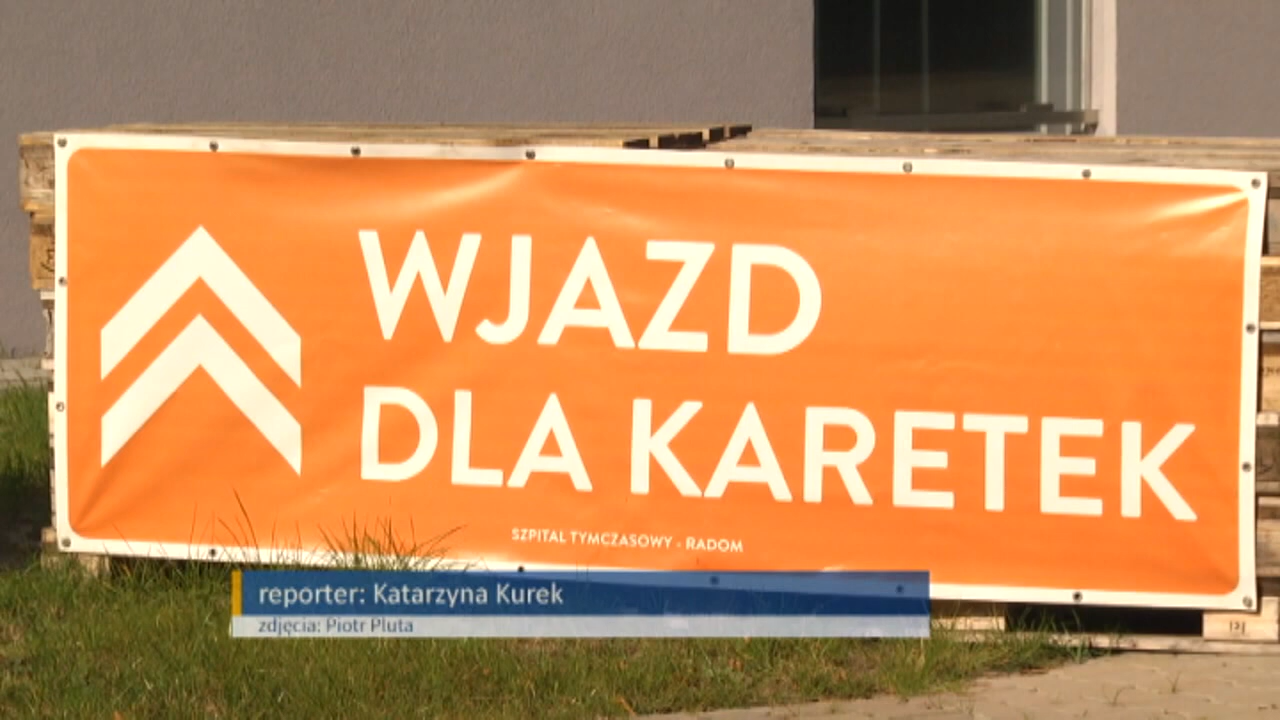 WJAZD
DLA KARETEK
SZPITAL TYMCZASOWY - RADOM
reporter: Katarzyna Kurek
zdjęcia: Piotr Pluta